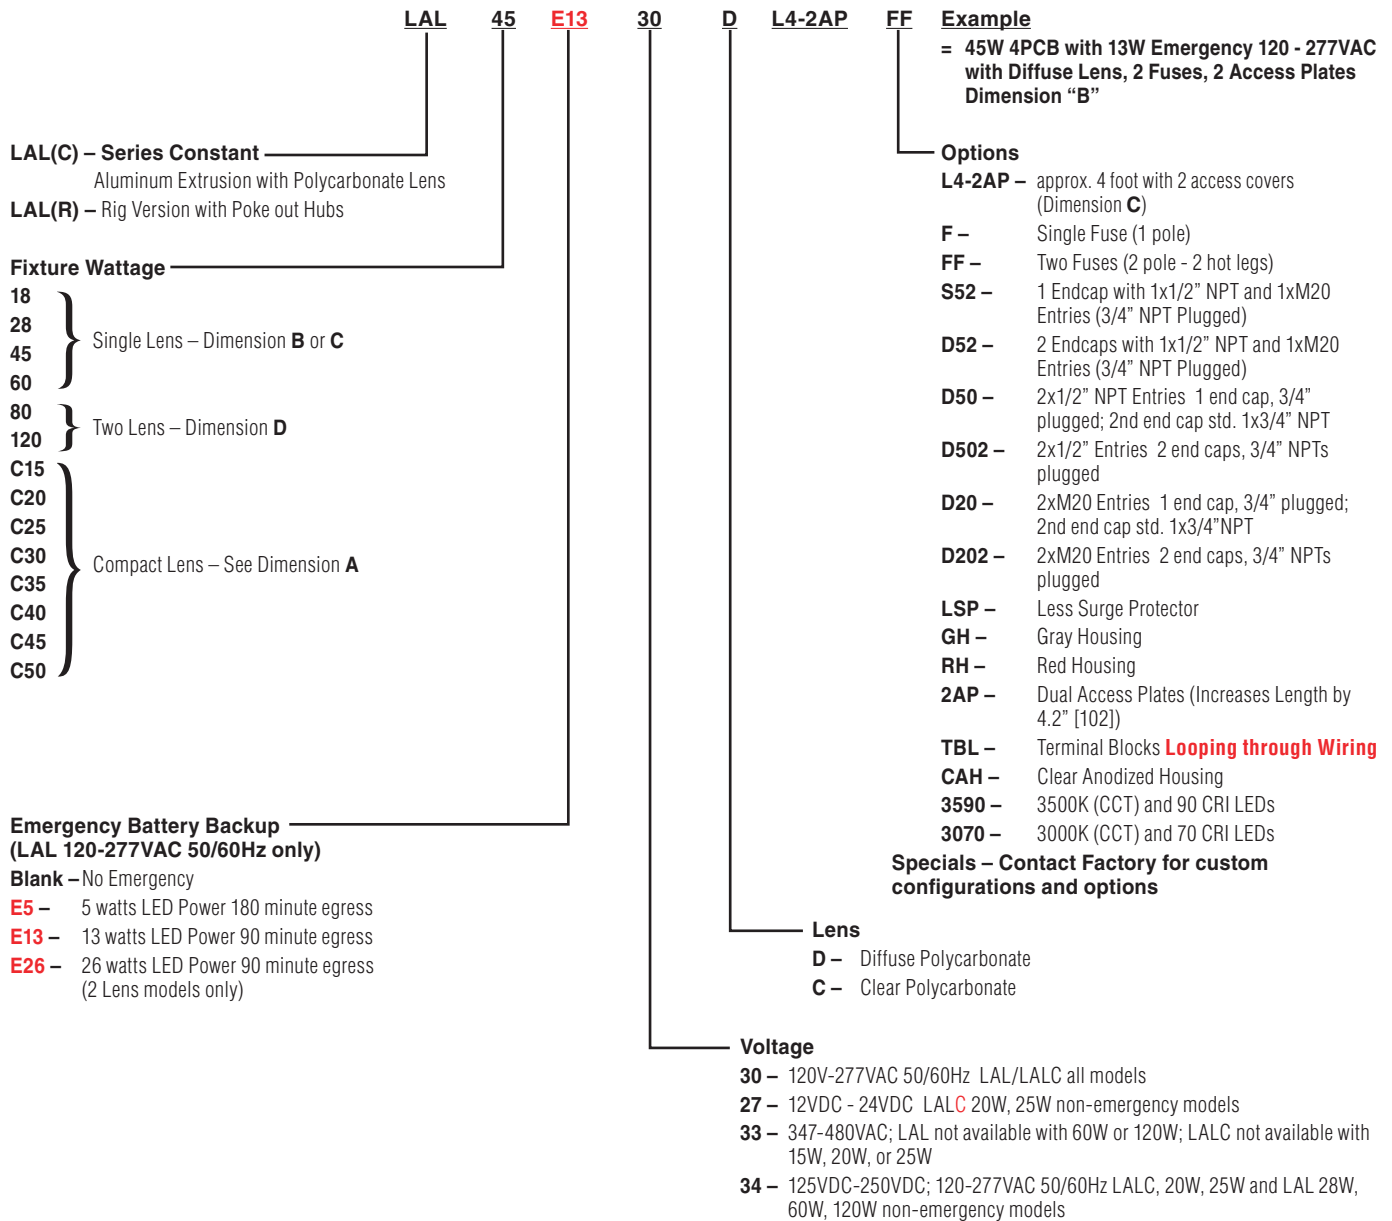 LAL 45 E13 30 D L4-2AP FF Example
= 45W 4PCB with 13W Emergency 120 - 277VAC
with Diffuse Lens, 2 Fuses, 2 Access Plates
Dimension “B”
LAL(C) – Series Constant
Aluminum Extrusion with Polycarbonate Lens
LAL(R) – Rig Version with Poke out Hubs
Fixture Wattage
18
28
45
60
Single Lens – Dimension B or C
80
120
Two Lens – Dimension D
C15
C20
C25
C30
C35
C40
C45
C50
Compact Lens – See Dimension A
Emergency Battery Backup
(LAL 120-277VAC 50/60Hz only)
Blank – No Emergency
E5 – 5 watts LED Power 180 minute egress
E13 – 13 watts LED Power 90 minute egress
E26 – 26 watts LED Power 90 minute egress
(2 Lens models only)
Options
L4-2AP – approx. 4 foot with 2 access covers
(Dimension C)
F – Single Fuse (1 pole)
FF – Two Fuses (2 pole - 2 hot legs)
S52 – 1 Endcap with 1x1/2” NPT and 1xM20
Entries (3/4” NPT Plugged)
D52 – 2 Endcaps with 1x1/2” NPT and 1xM20
Entries (3/4” NPT Plugged)
D50 – 2x1/2” NPT Entries 1 end cap, 3/4”
plugged; 2nd end cap std. 1x3/4” NPT
D502 – 2x1/2” Entries 2 end caps, 3/4” NPTs
plugged
D20 – 2xM20 Entries 1 end cap, 3/4” plugged;
2nd end cap std. 1x3/4”NPT
D202 – 2xM20 Entries 2 end caps, 3/4” NPTs
plugged
LSP – Less Surge Protector
GH – Gray Housing
RH – Red Housing
2AP – Dual Access Plates (Increases Length by
4.2” [102])
TBL – Terminal Blocks Looping through Wiring
CAH – Clear Anodized Housing
3590 – 3500K (CCT) and 90 CRI LEDs
3070 – 3000K (CCT) and 70 CRI LEDs
Specials – Contact Factory for custom
configurations and options
Lens
D – Diffuse Polycarbonate
C – Clear Polycarbonate
Voltage
30 – 120V-277VAC 50/60Hz LAL/LALC all models
27 – 12VDC - 24VDC LALC 20W, 25W non-emergency models
33 – 347-480VAC; LAL not available with 60W or 120W; LALC not available with
15W, 20W, or 25W
34 – 125VDC-250VDC; 120-277VAC 50/60Hz LALC, 20W, 25W and LAL 28W,
60W, 120W non-emergency models